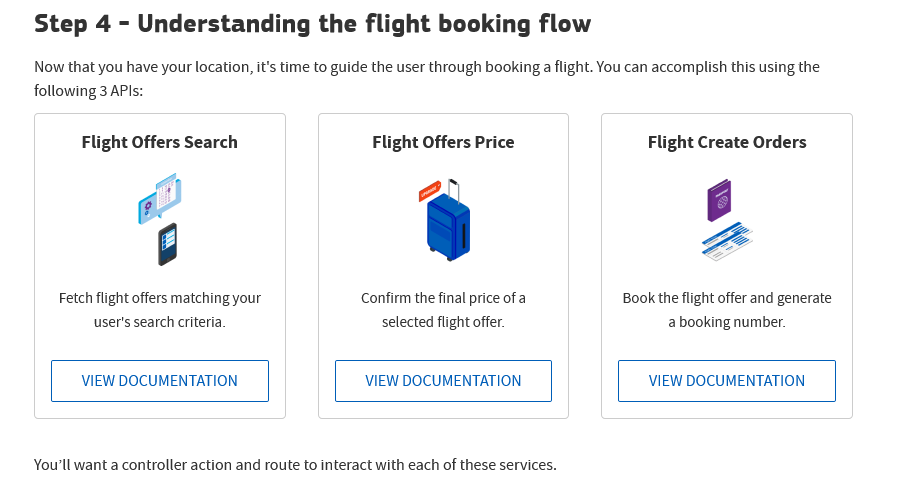 Step 4 - Understanding the flight booking flow
Now that you have your location, it's time to guide the user through booking a flight. You can accomplish this using the
following 3 APIs:
Flight Offers Search
Fetch flight offers matching your
user's search criteria.
VIEW DOCUMENTATION
Flight Offers Price
Confirm the final price of a
selected flight offer.
VIEW DOCUMENTATION
Flight Create Orders
Book the flight offer and generate
a booking number.
VIEW DOCUMENTATION
You’ll want a controller action and route to interact with each of these services.